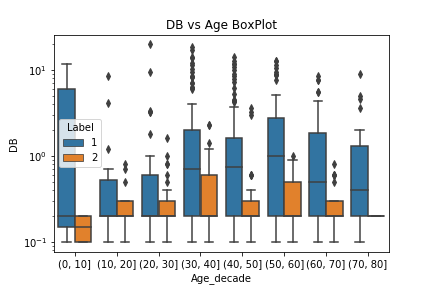 DB vs Age BoxPlot
10¹
10⁰
10⁻¹
DB
Label
1
2
(0, 10] (10, 20] (20, 30] (30, 40] (40, 50] (50, 60] (60, 70] (70, 80]
Age_decade